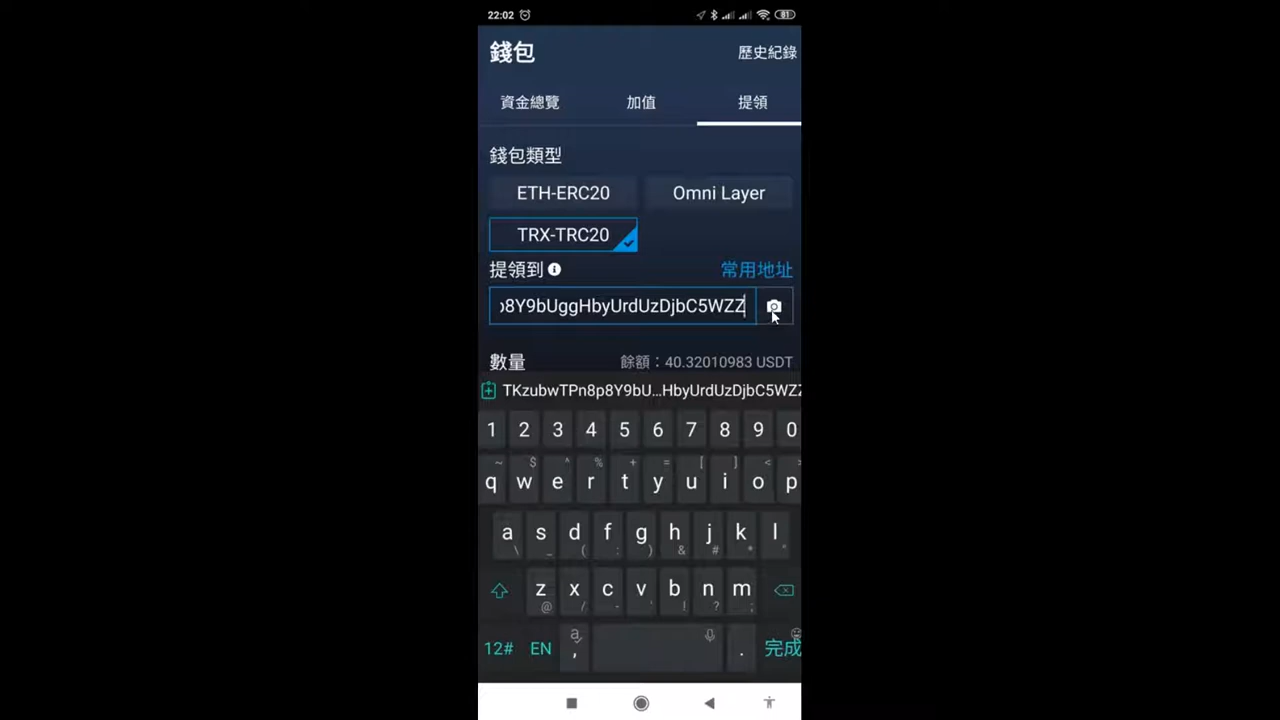 22:02
81
錢包
歷史紀錄
資金總覽 加值 提領
錢包類型
ETH-ERC20 Omni Layer
TRX-TRC20
提領到 常用地址
p8Y9bUggHbyUrdUzDjbC5WZZ
數量 餘額：40.32010983 USDT
TKzubwTPn8p8Y9bU...HbyUrdUzDjbC5WZZ
1 2 3 4 5 6 7 8 9 0
~ $ ^ % + = [ ] < >
q w e r t y u i o p
a s d f g h j k l
\ _ ( : ) & # * "
z x c v b n m
@ / - ' ! ? ;
12# EN , . 完成